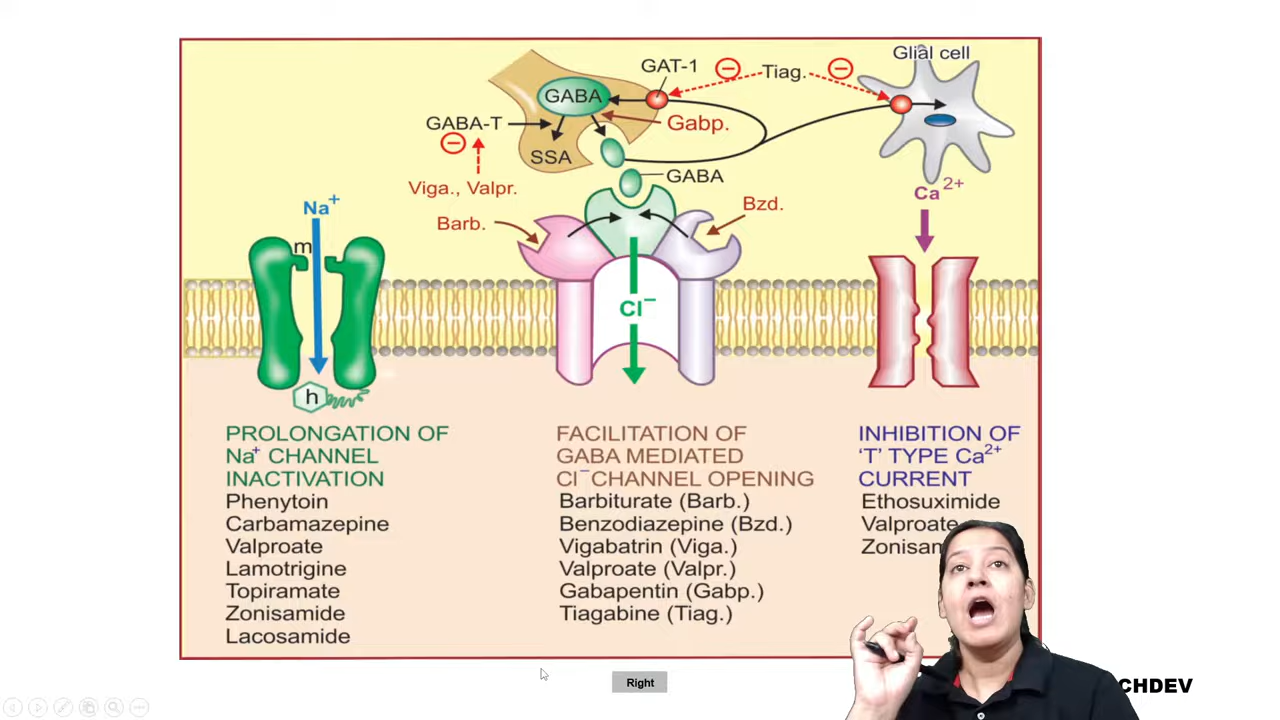 Glial cell
GAT-1
Tiag.
GABA
Gabp.
GABA-T
SSA
GABA
Viga., Valpr.
Ca2+
Bzd.
Na+
Barb.
m
Cl−
h
PROLONGATION OF
Na+ CHANNEL
INACTIVATION
Phenytoin
Carbamazepine
Valproate
Lamotrigine
Topiramate
Zonisamide
Lacosamide
FACILITATION OF
GABA MEDIATED
Cl− CHANNEL OPENING
Barbiturate (Barb.)
Benzodiazepine (Bzd.)
Vigabatrin (Viga.)
Valproate (Valpr.)
Gabapentin (Gabp.)
Tiagabine (Tiag.)
INHIBITION OF
‘T’ TYPE Ca2+
CURRENT
Ethosuximide
Valproate
Zonisam
Right
CHDEV